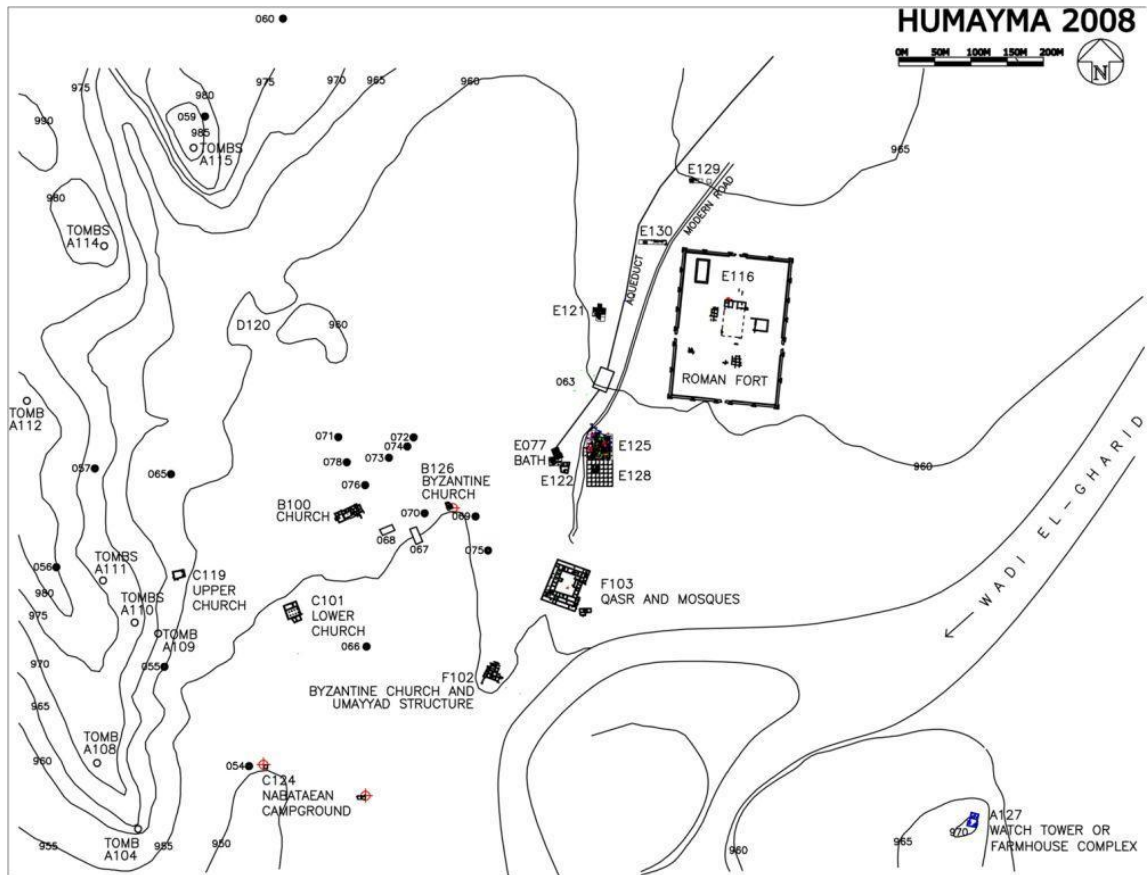 HUMAYMA 2008
0M 50M 100M 150M 200M
N
060
975
970
965
960
975
980
059
985
TOMBS
A115
990
965
E129
MODERN ROAD
980
TOMBS
A114
E130
E116
AQUEDUCT
E121
D120
960
063
ROMAN FORT
TOMB
A112
071
072
074
073
078
057
065
076
B126
BYZANTINE
CHURCH
E077
BATH
E122
E125
E128
960
B100
CHURCH
070
069
068
067
075
WADI EL-GHARID
056
TOMBS
A111
980
975
C119
UPPER
CHURCH
TOMBS
A110
C101
LOWER
CHURCH
F103
QASR AND MOSQUES
TOMB
A109
970
055
066
F102
BYZANTINE CHURCH AND
UMAYYAD STRUCTURE
965
TOMB
A108
960
054
C124
NABATAEAN
CAMPGROUND
955
TOMB
A104
955
950
960
965
970
A127
WATCH TOWER OR
FARMHOUSE COMPLEX